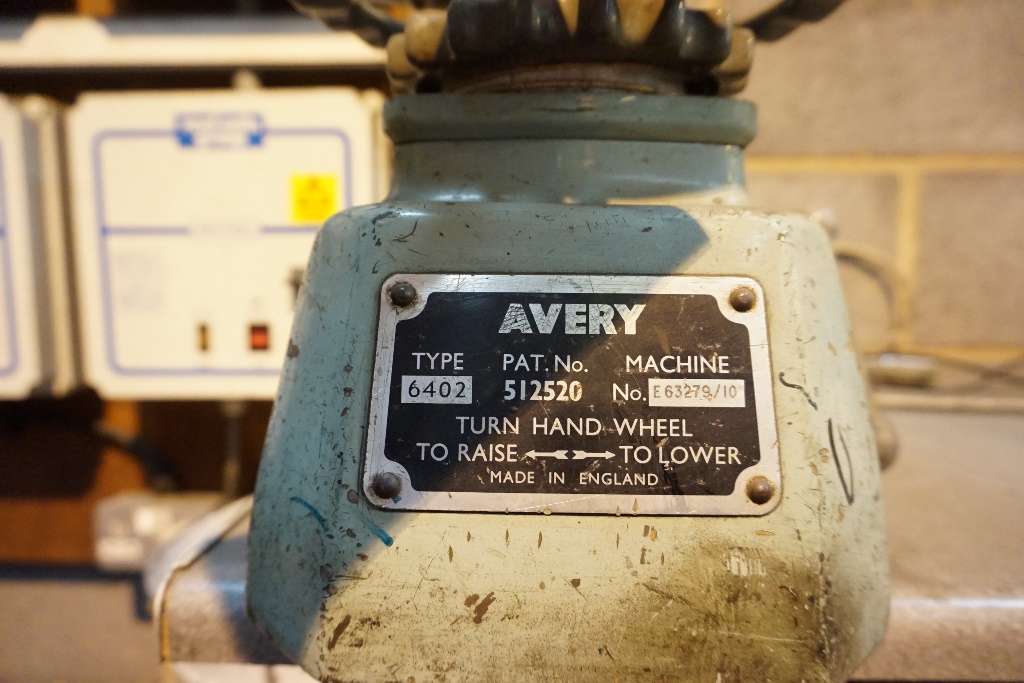 AVERY
TYPE PAT. No. MACHINE
6402 512520 No. E63279/10
TURN HAND WHEEL
TO RAISE TO LOWER
MADE IN ENGLAND